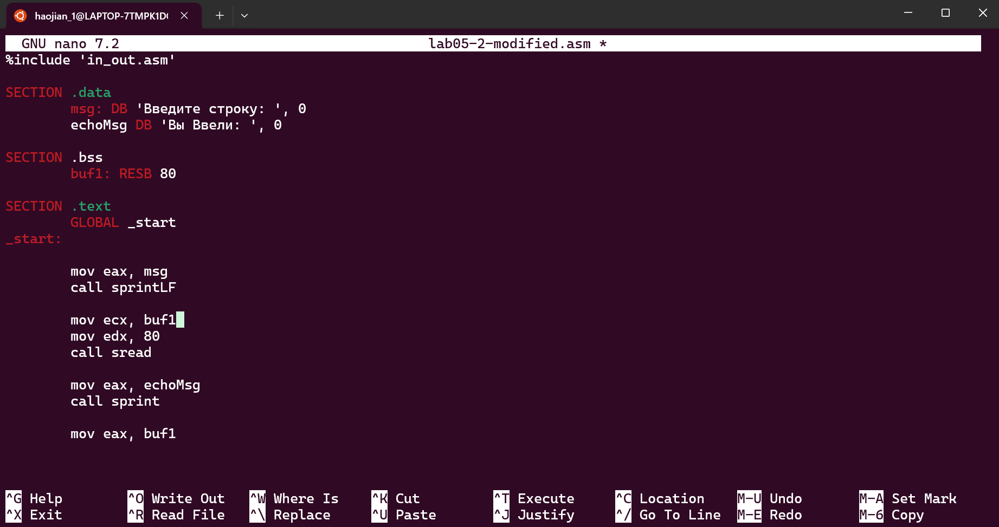 haojian_1@LAPTOP-7TMPK1D
GNU nano 7.2 lab05-2-modified.asm *
%include 'in_out.asm'
SECTION .data
msg: DB 'Введите строку: ', 0
echoMsg DB 'Вы Ввели: ', 0
SECTION .bss
buf1: RESB 80
SECTION .text
GLOBAL _start
_start:
mov eax, msg
call sprintLF
mov ecx, buf1
mov edx, 80
call sread
mov eax, echoMsg
call sprint
mov eax, buf1
^G Help ^O Write Out ^W Where Is ^K Cut ^T Execute ^C Location M-U Undo M-A Set Mark
^X Exit ^R Read File ^\ Replace ^U Paste ^J Justify ^/ Go To Line M-E Redo M-6 Copy